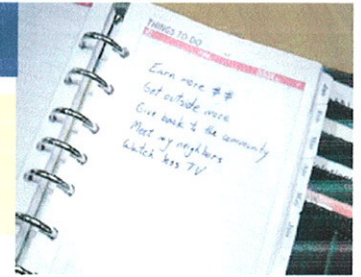 THINGS TO DO
Earn more $$
Get outside more
Give back to the community
Meet my neighbors
Watch less TV